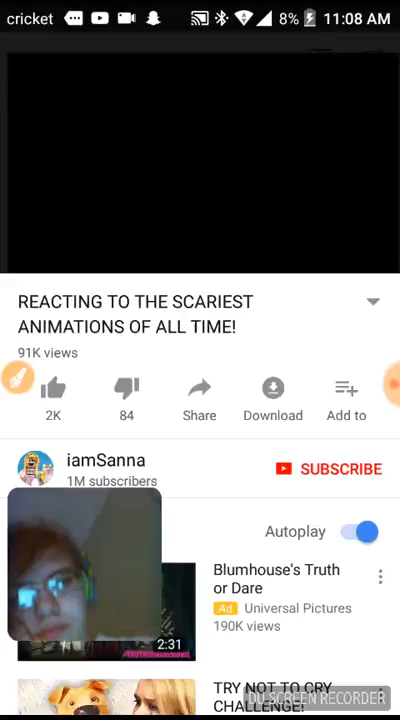 cricket 8% 11:08 AM
REACTING TO THE SCARIEST
ANIMATIONS OF ALL TIME!
91K views
2K 84 Share Download Add to
iamSanna
1M subscribers
SUBSCRIBE
Autoplay
Blumhouse's Truth
or Dare
Ad Universal Pictures
190K views
2:31
TRY NOT TO CRY
CHALLENGE!
DU SCREEN RECORDER